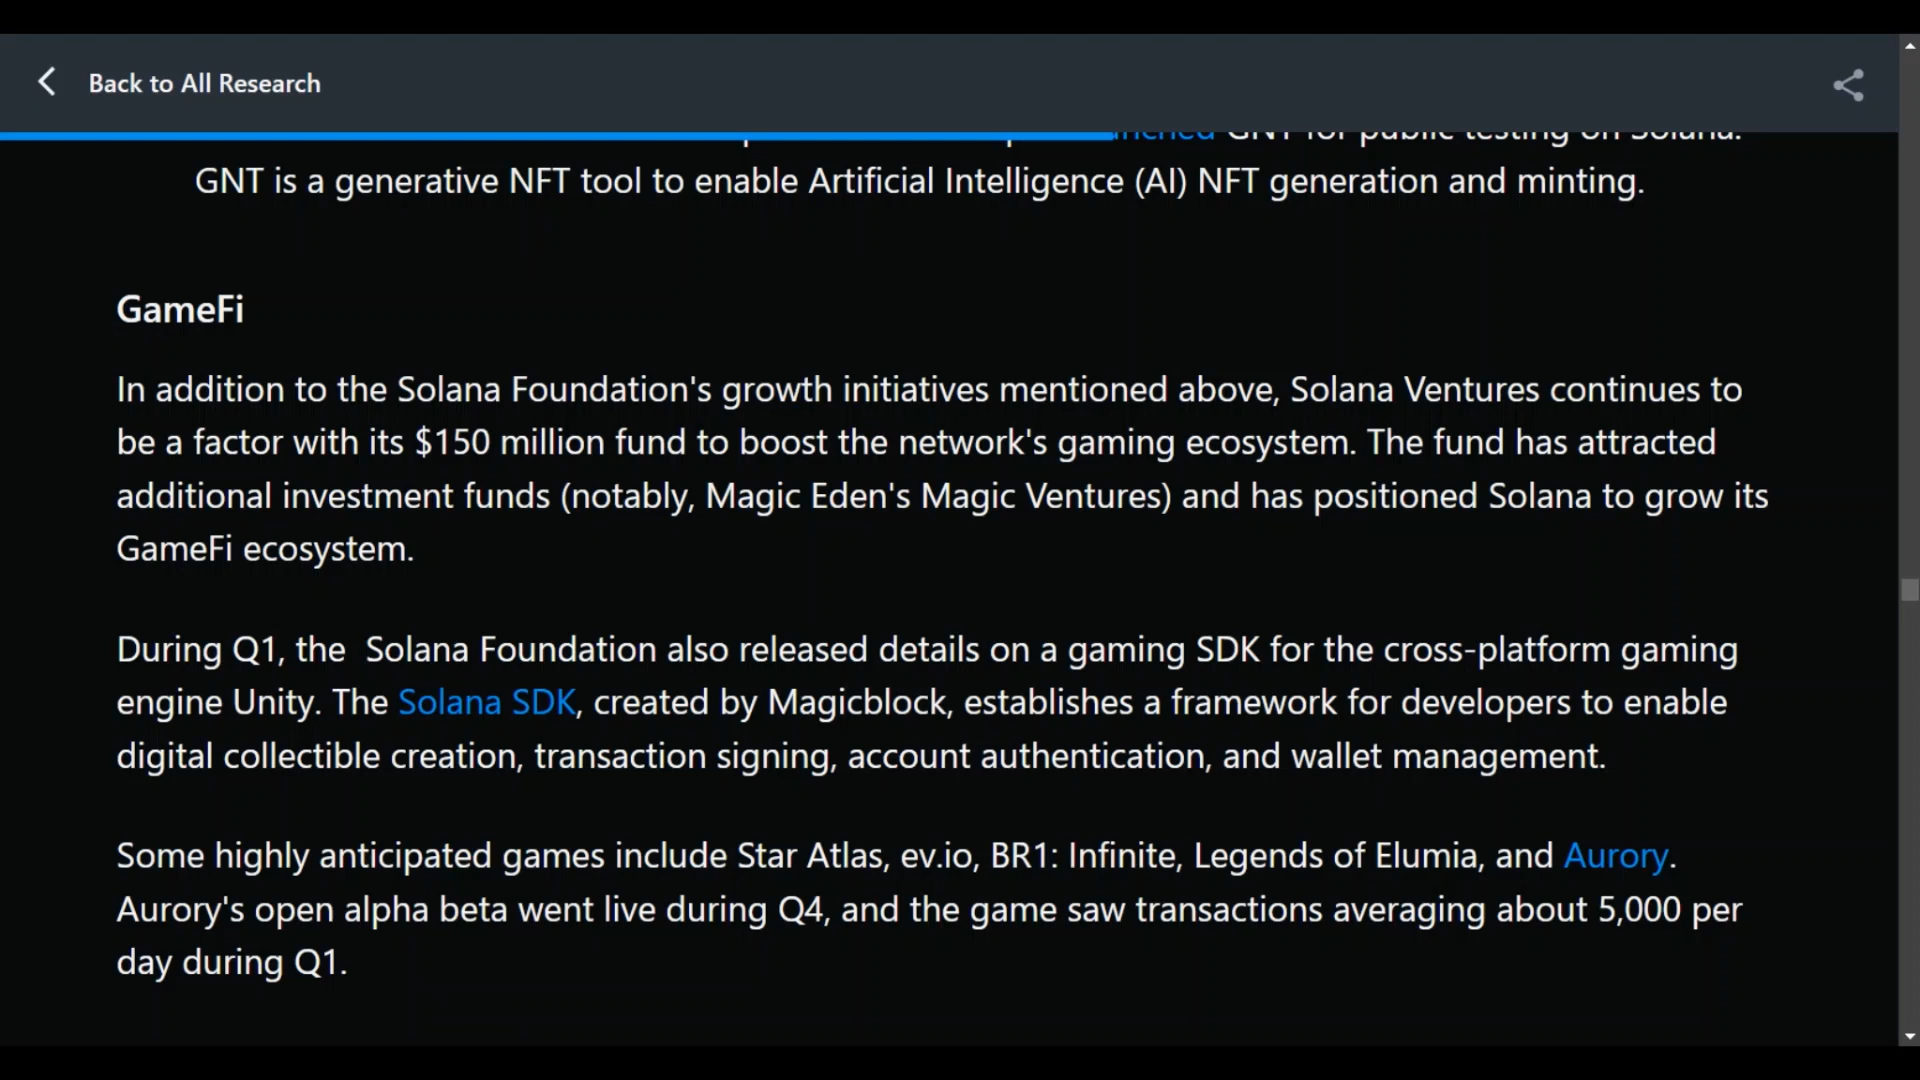 Back to All Research
GNT for public testing on Solana.
GNT is a generative NFT tool to enable Artificial Intelligence (AI) NFT generation and minting.
GameFi
In addition to the Solana Foundation's growth initiatives mentioned above, Solana Ventures continues to
be a factor with its $150 million fund to boost the network's gaming ecosystem. The fund has attracted
additional investment funds (notably, Magic Eden's Magic Ventures) and has positioned Solana to grow its
GameFi ecosystem.
During Q1, the  Solana Foundation also released details on a gaming SDK for the cross-platform gaming
engine Unity. The Solana SDK, created by Magicblock, establishes a framework for developers to enable
digital collectible creation, transaction signing, account authentication, and wallet management.
Some highly anticipated games include Star Atlas, ev.io, BR1: Infinite, Legends of Elumia, and Aurory.
Aurory's open alpha beta went live during Q4, and the game saw transactions averaging about 5,000 per
day during Q1.